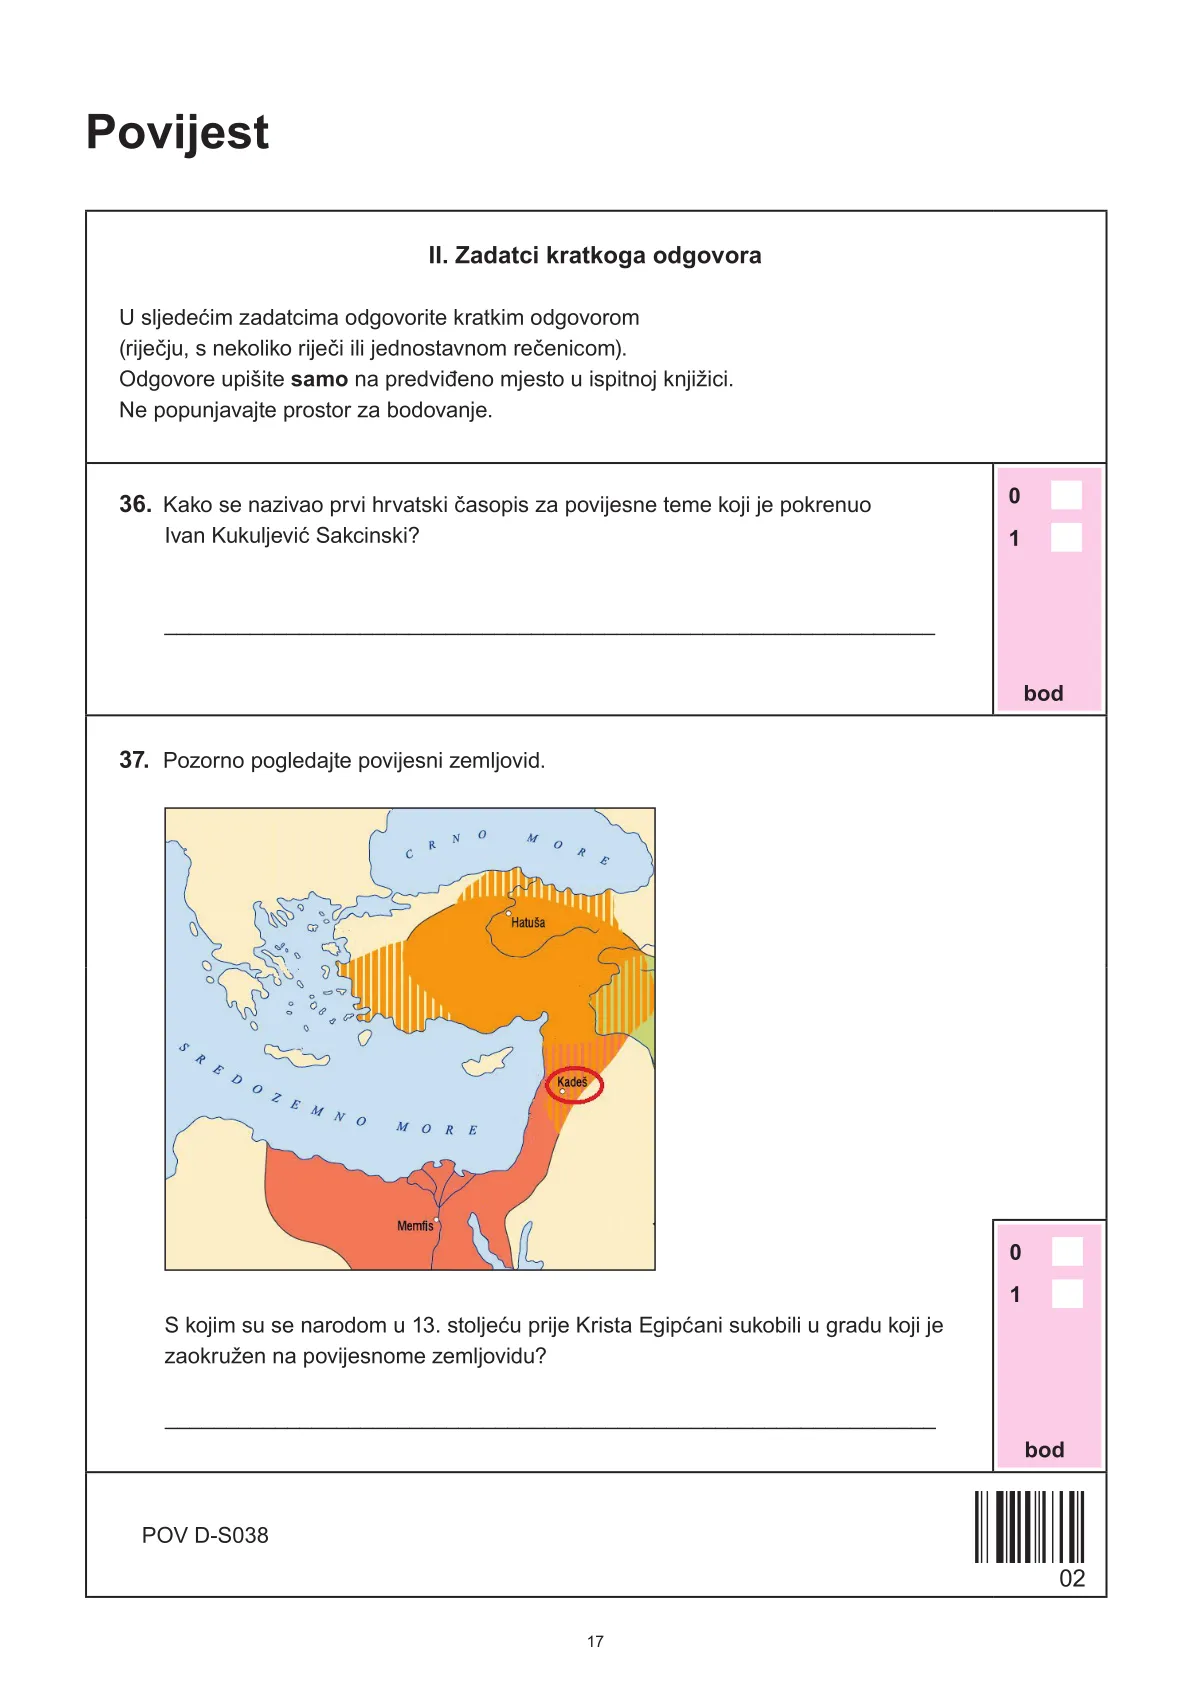 Povijest
II. Zadatci kratkoga odgovora
U sljedećim zadatcima odgovorite kratkim odgovorom
(riječju, s nekoliko riječi ili jednostavnom rečenicom).
Odgovore upišite samo na predviđeno mjesto u ispitnoj knjižici.
Ne popunjavajte prostor za bodovanje.
36. Kako se nazivao prvi hrvatski časopis za povijesne teme koji je pokrenuo
Ivan Kukuljević Sakcinski?
0
1
bod
37. Pozorno pogledajte povijesni zemljovid.
CRNO MORE
Hatuša
SREDOZEMNO MORE
Kadeš
Memfis
S kojim su se narodom u 13. stoljeću prije Krista Egipćani sukobili u gradu koji je
zaokružen na povijesnome zemljovidu?
0
1
bod
POV D-S038
02
17